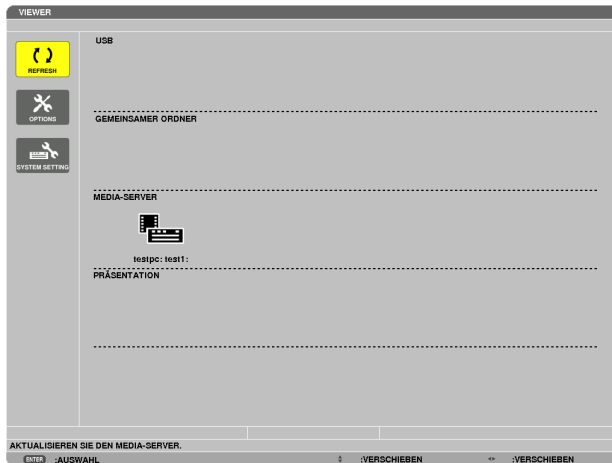 VIEWER
USB
REFRESH
OPTIONS
GEMEINSAMER ORDNER
SYSTEM SETTING
MEDIA-SERVER
testpc: test1:
PRÄSENTATION
AKTUALISIEREN SIE DEN MEDIA-SERVER.
ENTER :AUSWAHL :VERSCHIEBEN :VERSCHIEBEN